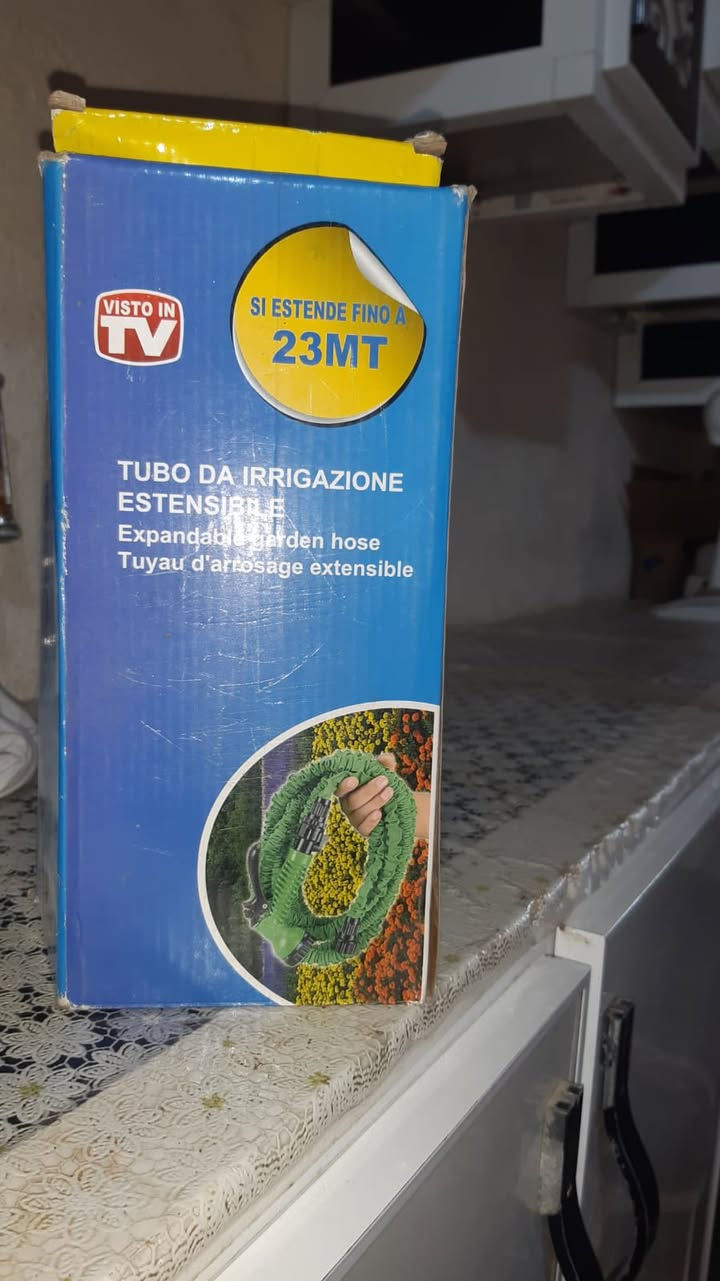 VISTO IN
TV
SI ESTENDE FINO A
23MT
TUBO DA IRRIGAZIONE
ESTENSIBILE
Expandable garden hose
Tuyau d'arrosage extensible